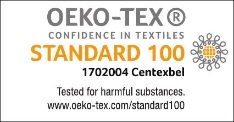 OEKO-TEX®
CONFIDENCE IN TEXTILES
STANDARD 100
1702004 Centexbel
Tested for harmful substances.
www.oeko-tex.com/standard100